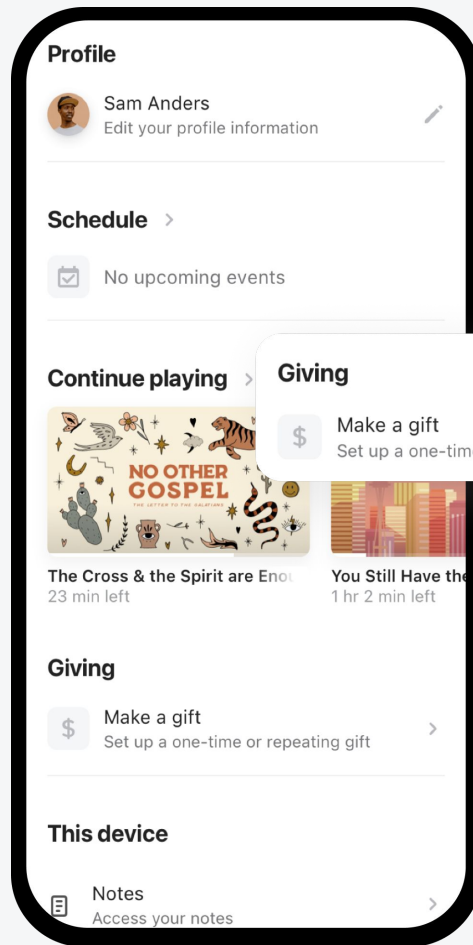 Profile
Sam Anders
Edit your profile information
Schedule
No upcoming events
Continue playing
Giving
$
Make a gift
Set up a one-tim
NO OTHER
GOSPEL
THE LETTER TO THE GALATIANS
The Cross & the Spirit are Enou
23 min left
You Still Have the
1 hr 2 min left
Giving
$
Make a gift
Set up a one-time or repeating gift
This device
Notes
Access your notes